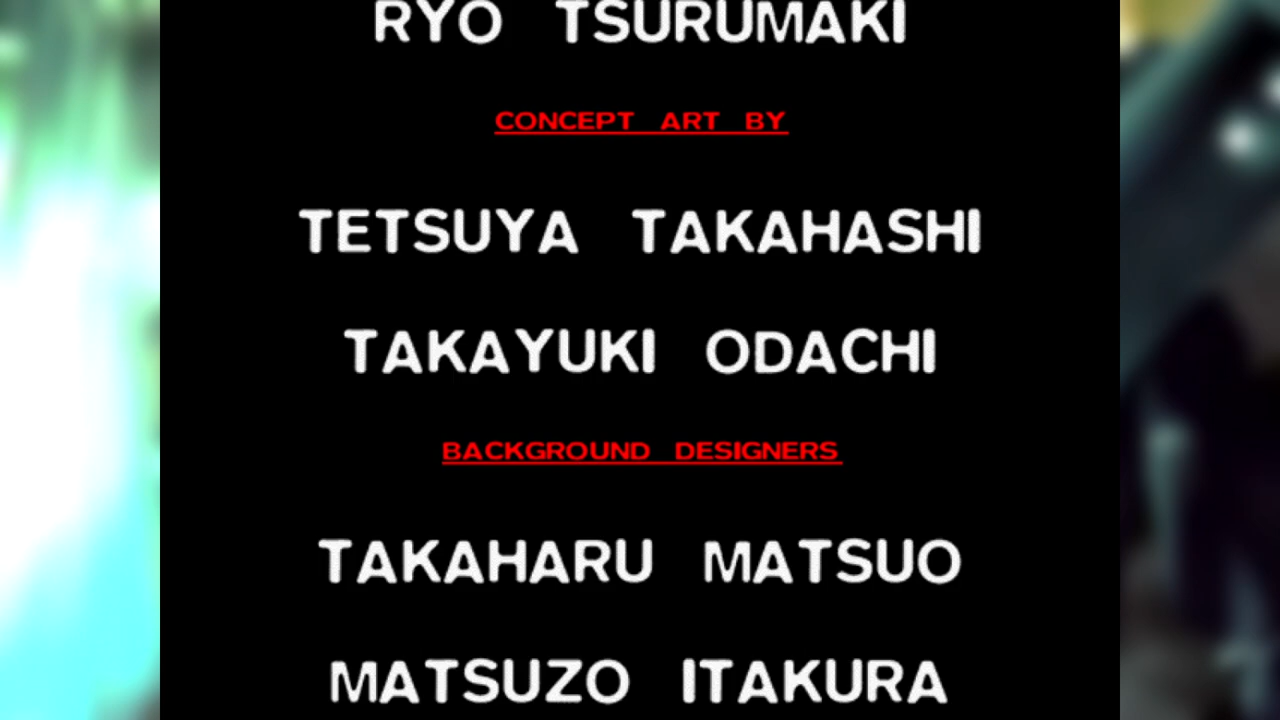 RYO TSURUMAKI
CONCEPT ART BY
TETSUYA TAKAHASHI
TAKAYUKI ODACHI
BACKGROUND DESIGNERS
TAKAHARU MATSUO
MATSUZO ITAKURA